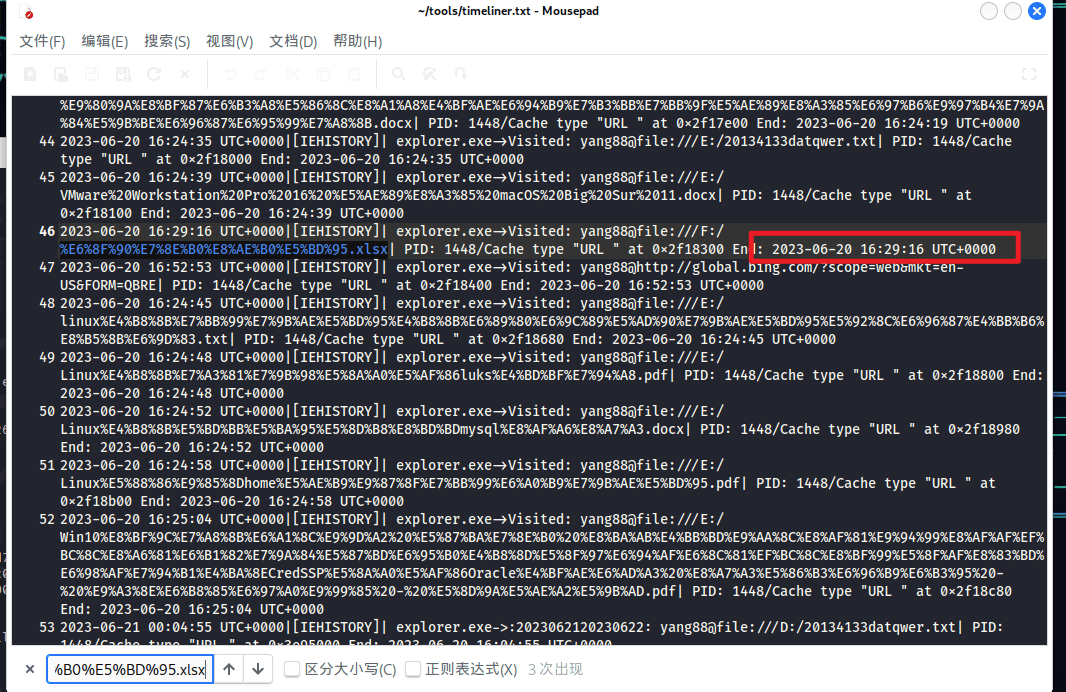 ~/tools/timeliner.txt - Mousepad
文件(F) 编辑(E) 搜索(S) 视图(V) 文档(D) 帮助(H)
%E9%80%9A%E8%BF%87%E6%B3%A8%E5%86%8C%E8%A1%A8%E4%BF%AE%E6%94%B9%E7%B3%BB%E7%BB%9F%E5%AE%89%E8%A3%85%E6%97%B6%E9%97%B4%E7%9A
%84%E5%9B%BE%E6%96%87%E6%95%99%E7%A8%8B.docx| PID: 1448/Cache type "URL " at 0×2f17e00 End: 2023-06-20 16:24:19 UTC+0000
44 2023-06-20 16:24:35 UTC+0000|[IEHISTORY]| explorer.exe→Visited: yang88@file:///E:/20134133datqwer.txt| PID: 1448/Cache
type "URL " at 0×2f18000 End: 2023-06-20 16:24:35 UTC+0000
45 2023-06-20 16:24:39 UTC+0000|[IEHISTORY]| explorer.exe→Visited: yang88@file:///E:/
VMware%20Workstation%20Pro%2016%20%E5%AE%89%E8%A3%85%20macOS%20Big%20Sur%2011.docx| PID: 1448/Cache type "URL " at
0×2f18100 End: 2023-06-20 16:24:39 UTC+0000
46 2023-06-20 16:29:16 UTC+0000|[IEHISTORY]| explorer.exe→Visited: yang88@file:///F:/
%E6%8F%90%E7%8E%B0%E8%AE%B0%E5%BD%95.xlsx| PID: 1448/Cache type "URL " at 0×2f18300 End: 2023-06-20 16:29:16 UTC+0000
47 2023-06-20 16:52:53 UTC+0000|[IEHISTORY]| explorer.exe→Visited: yang88@http://global.bing.com/?scope=web&mkt=en-
US&FORM=QBRE| PID: 1448/Cache type "URL " at 0×2f18400 End: 2023-06-20 16:52:53 UTC+0000
48 2023-06-20 16:24:45 UTC+0000|[IEHISTORY]| explorer.exe→Visited: yang88@file:///E:/
linux%E4%B8%8B%E7%BB%99%E7%9B%AE%E5%BD%95%E4%B8%8B%E6%89%80%E6%9C%89%E5%AD%90%E7%9B%AE%E5%BD%95%E5%92%8C%E6%96%87%E4%BB%B6%
E8%B5%8B%E6%9D%83.txt| PID: 1448/Cache type "URL " at 0×2f18680 End: 2023-06-20 16:24:45 UTC+0000
49 2023-06-20 16:24:48 UTC+0000|[IEHISTORY]| explorer.exe→Visited: yang88@file:///E:/
Linux%E4%B8%8B%E7%A3%81%E7%9B%98%E5%8A%A0%E5%AF%86luks%E4%BD%BF%E7%94%A8.pdf| PID: 1448/Cache type "URL " at 0×2f18800 End:
2023-06-20 16:24:48 UTC+0000
50 2023-06-20 16:24:52 UTC+0000|[IEHISTORY]| explorer.exe→Visited: yang88@file:///E:/
Linux%E4%B8%8B%E5%BD%BB%E5%BA%95%E5%8D%B8%E8%BD%BDmysql%E8%AF%A6%E8%A7%A3.docx| PID: 1448/Cache type "URL " at 0×2f18980
End: 2023-06-20 16:24:52 UTC+0000
51 2023-06-20 16:24:58 UTC+0000|[IEHISTORY]| explorer.exe→Visited: yang88@file:///E:/
Linux%E5%88%86%E9%85%8Dhome%E5%AE%B9%E9%87%8F%E7%BB%99%E6%A0%B9%E7%9B%AE%E5%BD%95.pdf| PID: 1448/Cache type "URL " at
0×2f18b00 End: 2023-06-20 16:24:58 UTC+0000
52 2023-06-20 16:25:04 UTC+0000|[IEHISTORY]| explorer.exe→Visited: yang88@file:///E:/
Win10%E8%BF%9C%E7%A8%8B%E6%A1%8C%E9%9D%A2%20%E5%87%BA%E7%8E%B0%20%E8%BA%AB%E4%BB%BD%E9%AA%8C%E8%AF%81%E9%94%99%E8%AF%AF%EF%
BC%8C%E8%A6%81%E6%B1%82%E7%9A%84%E5%87%BD%E6%95%B0%E4%B8%8D%E5%8F%97%E6%94%AF%E6%8C%81%EF%BC%8C%E8%BF%99%E5%8F%AF%E8%83%BD%
E6%98%AF%E7%94%B1%E4%BA%8ECredSSP%E5%8A%A0%E5%AF%86Oracle%E4%BF%AE%E6%AD%A3%20%E8%A7%A3%E5%86%B3%E6%96%B9%E6%B3%95%20-
%20%E9%A3%8E%E6%B8%85%E6%97%A0%E9%99%85%20-%20%E5%8D%9A%E5%AE%A2%E5%9B%AD.pdf| PID: 1448/Cache type "URL " at 0×2f18c80
End: 2023-06-20 16:25:04 UTC+0000
53 2023-06-21 00:04:55 UTC+0000|[IEHISTORY]| explorer.exe→:2023062120230622: yang88@file:///D:/20134133datqwer.txt| PID:
1448/Cache type "URL " at 0×3e95000 End: 2023-06-20 16:04:55 UTC+0000
%B0%E5%BD%95.xlsx 区分大小写(C) 正则表达式(X) 3 次出现